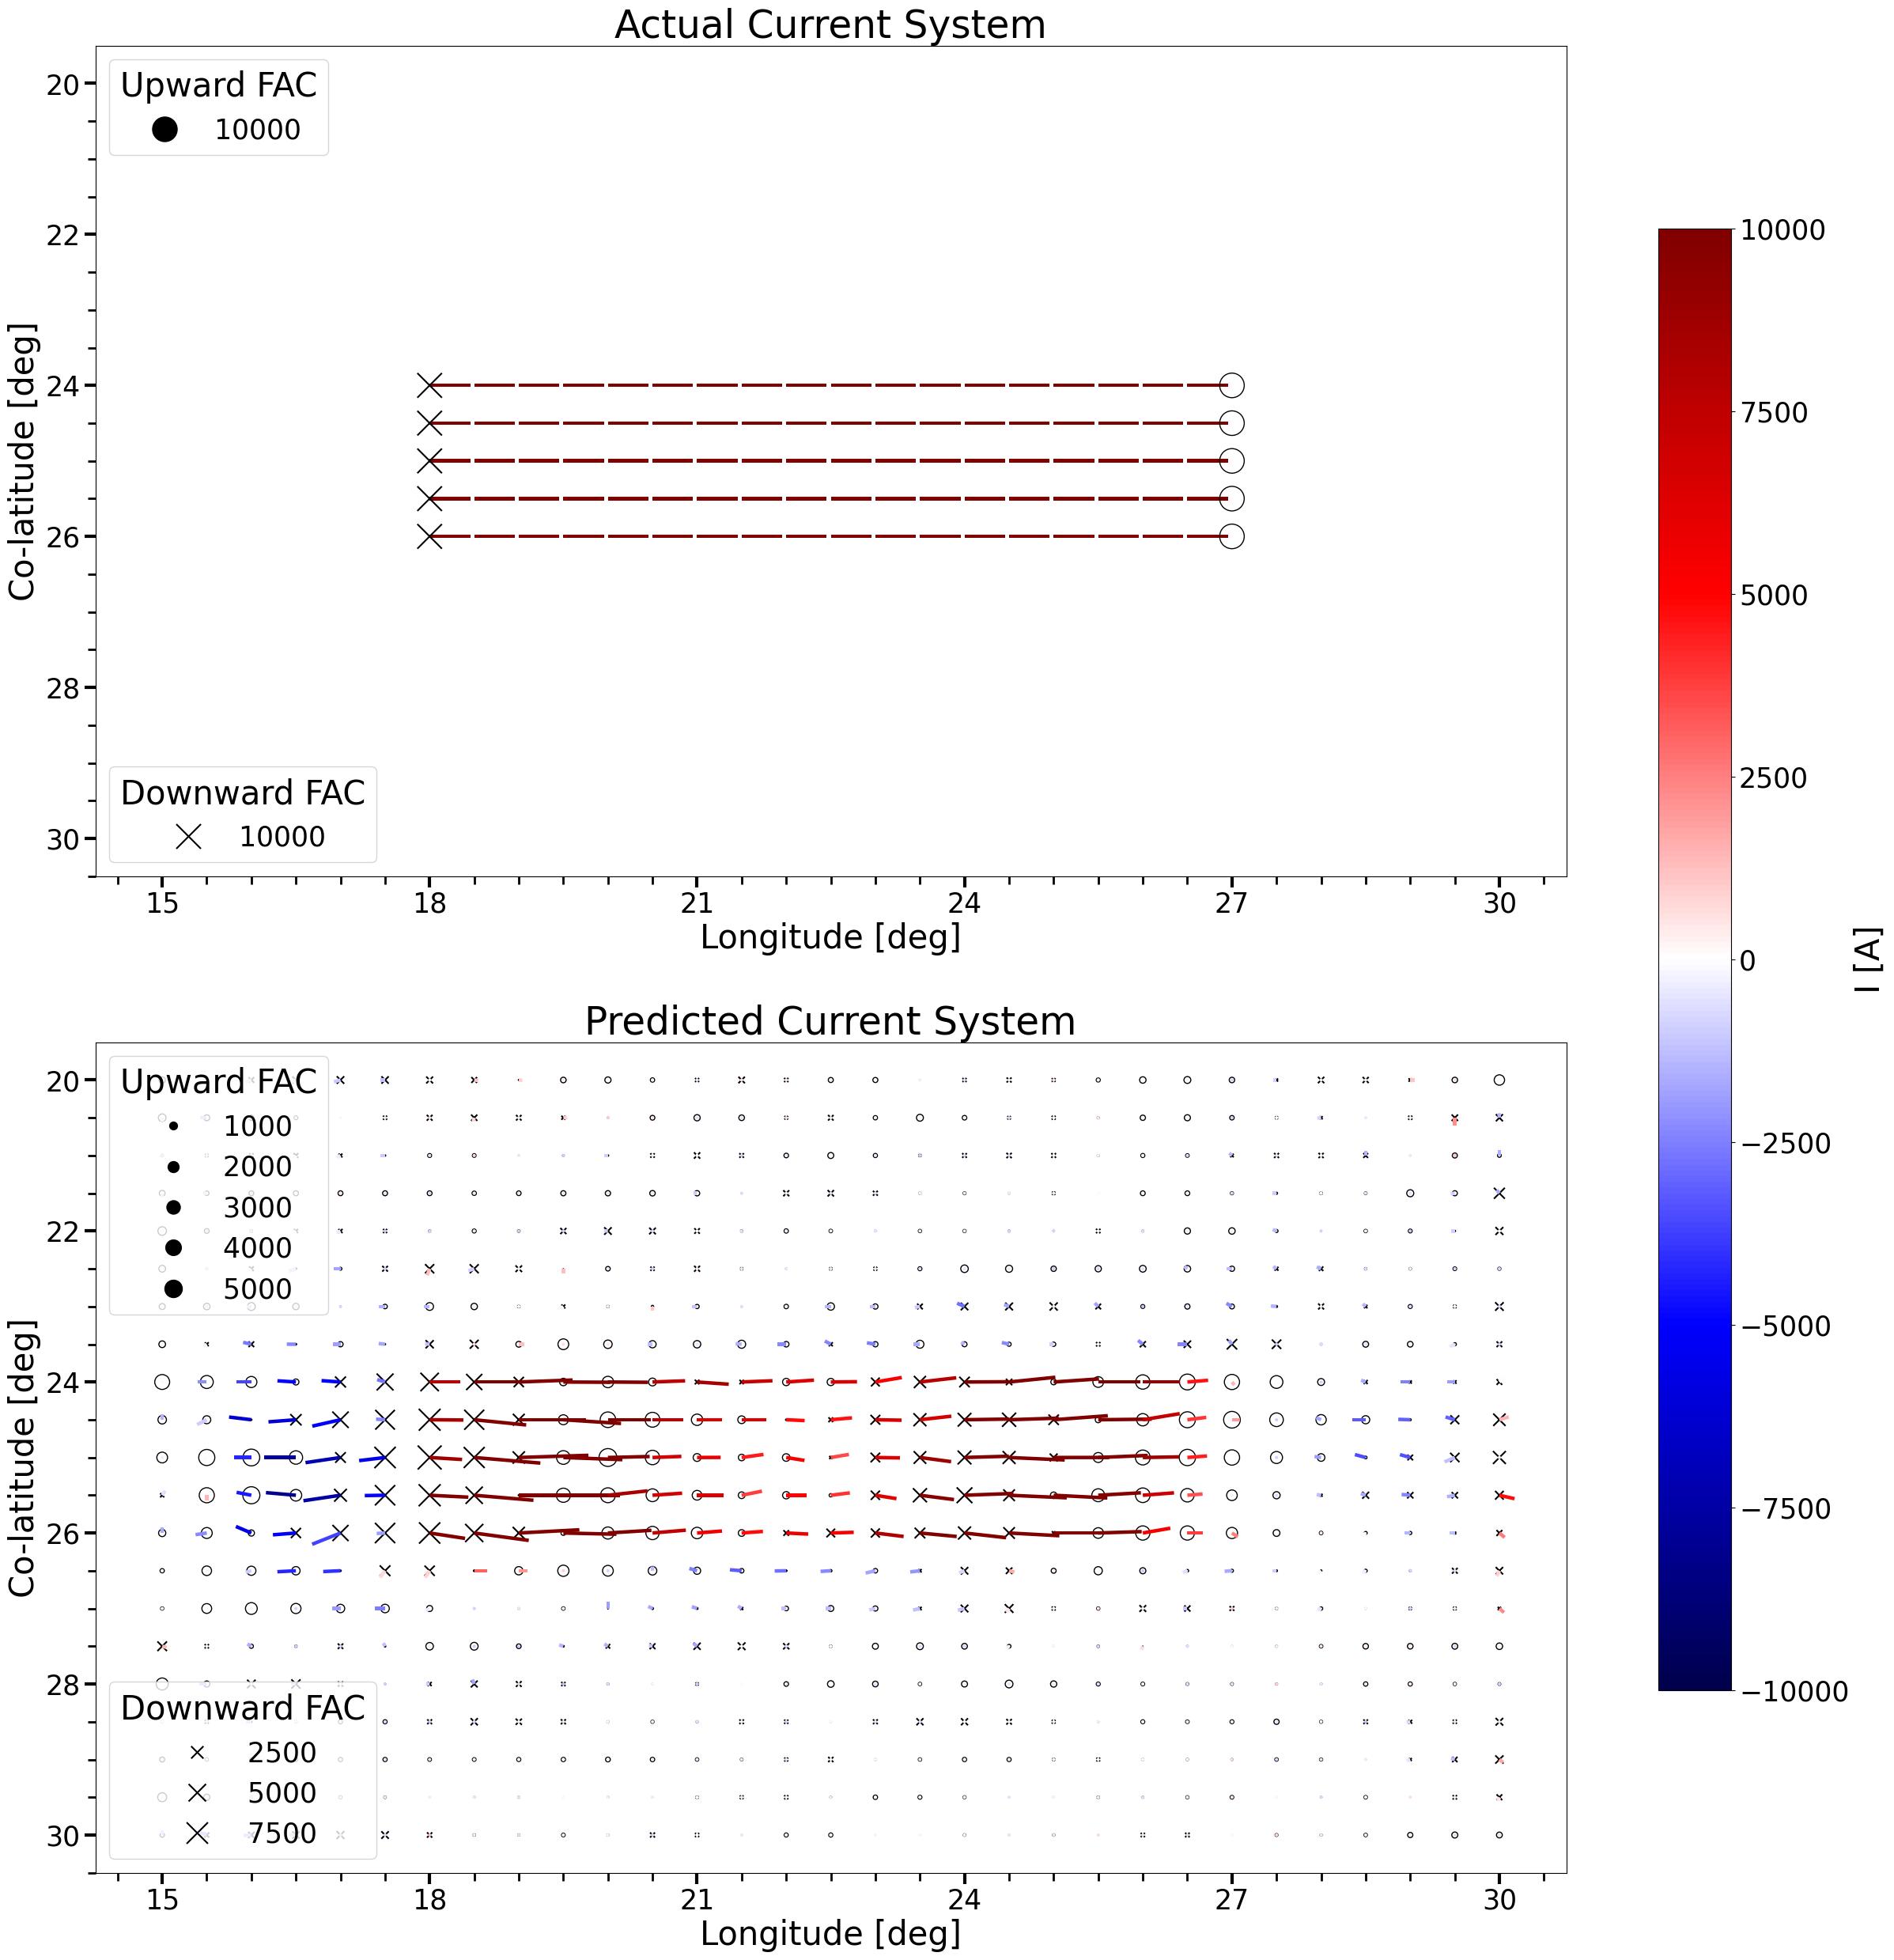 Actual Current System
Upward FAC
10000
Downward FAC
10000
20
22
24
26
28
30
Co-latitude [deg]
15 18 21 24 27 30
Longitude [deg]
Predicted Current System
Upward FAC
1000
2000
3000
4000
5000
Downward FAC
2500
5000
7500
20
22
24
26
28
30
Co-latitude [deg]
15 18 21 24 27 30
Longitude [deg]
10000
7500
5000
2500
0
−2500
−5000
−7500
−10000
I [A]